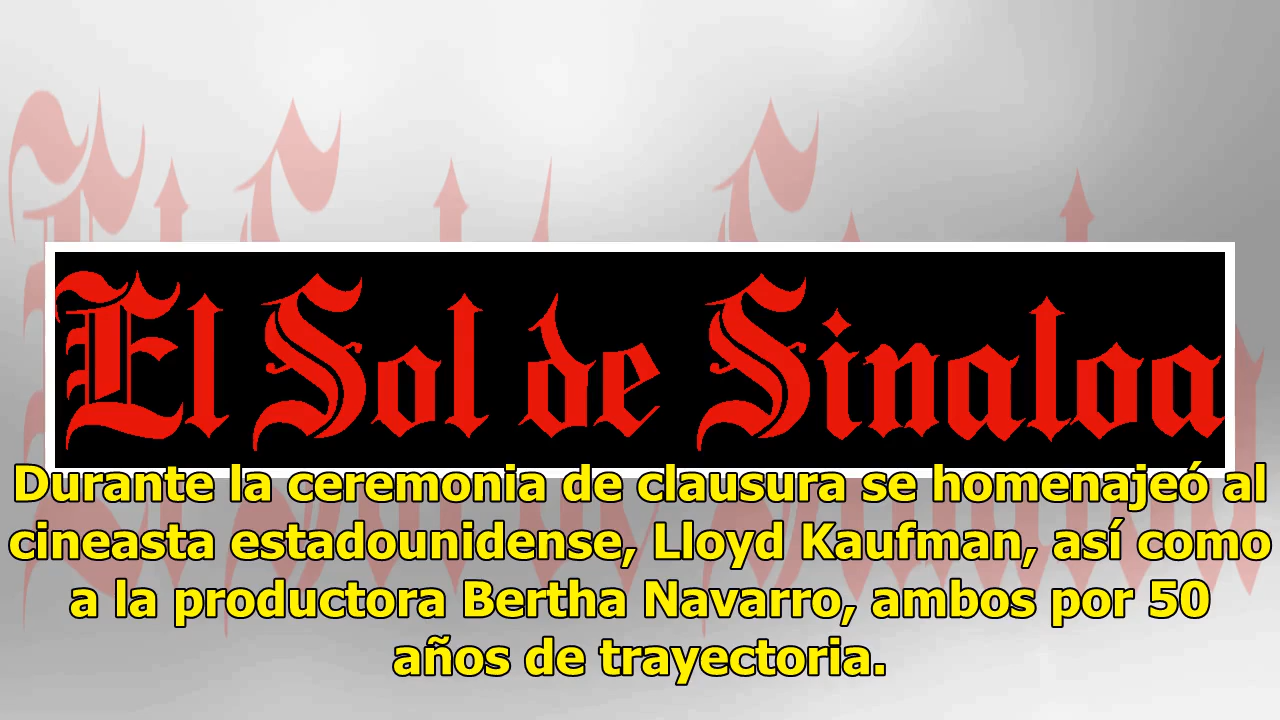 El Sol de Sinaloa
Durante la ceremonia de clausura se homenajeó al
cineasta estadounidense, Lloyd Kaufman, así como
a la productora Bertha Navarro, ambos por 50
años de trayectoria.